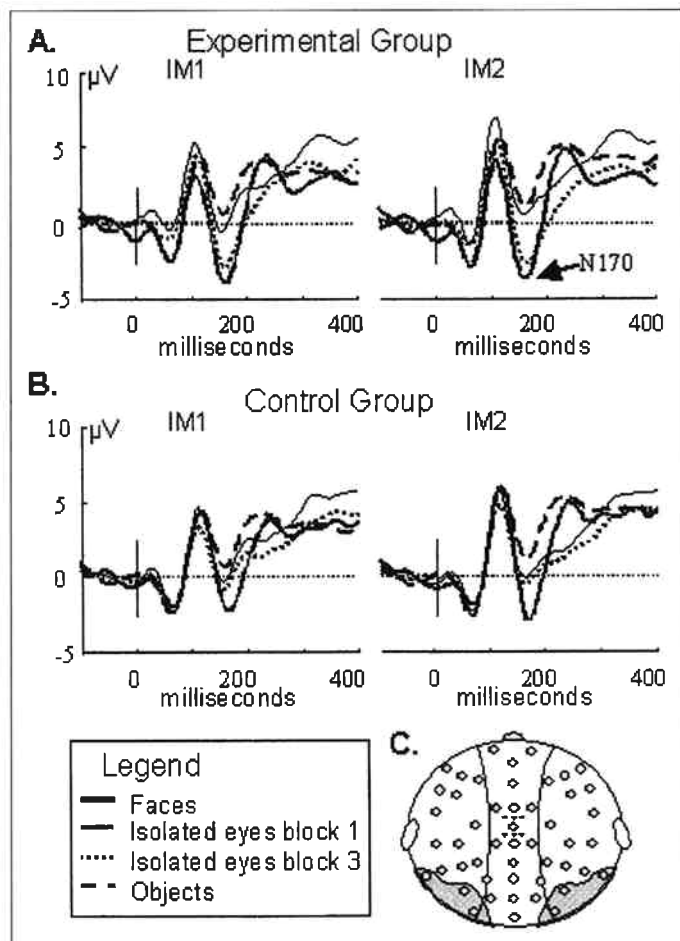 A. Experimental Group
10 µV IM1 IM2
5
0
N170
-5
0 200 400 0 200 400
milliseconds milliseconds
B. Control Group
10 µV IM1 IM2
5
0
-5
0 200 400 0 200 400
milliseconds milliseconds
Legend
Faces
Isolated eyes block 1
Isolated eyes block 3
Objects
C.